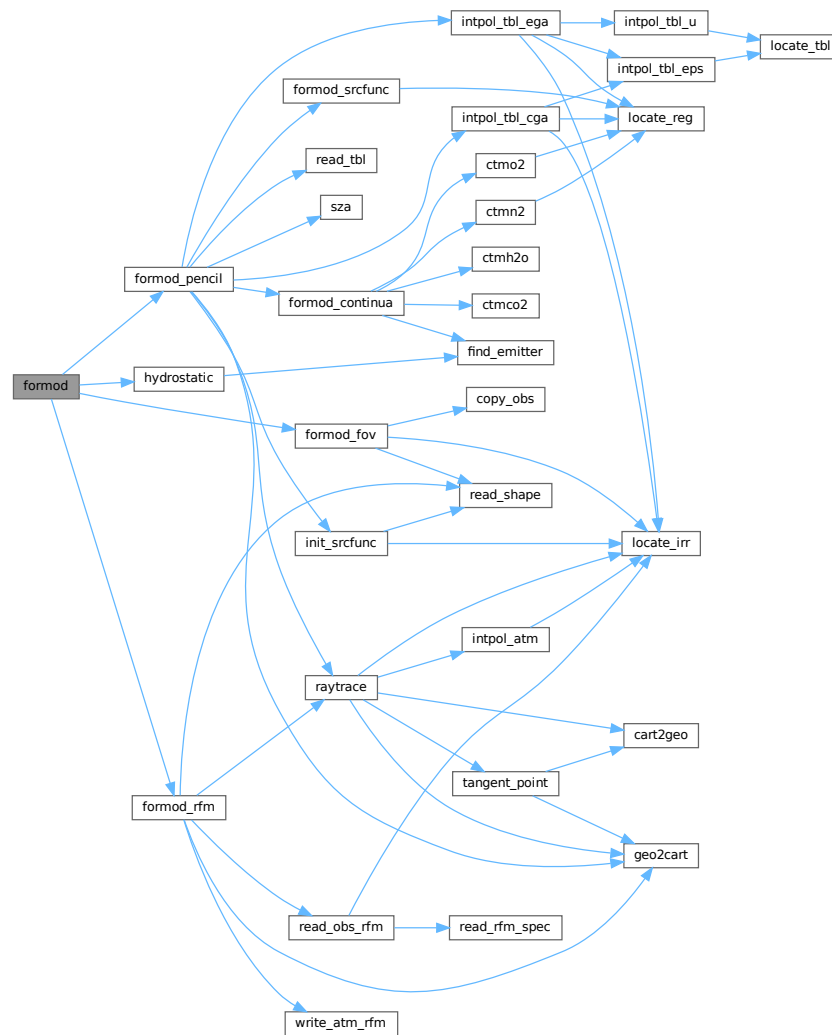 intpol_tbl_ega
intpol_tbl_u
locate_tbl
intpol_tbl_eps
formod_srcfunc
intpol_tbl_cga
locate_reg
read_tbl
ctmo2
sza
ctmn2
ctmh2o
formod_pencil
formod_continua
ctmco2
find_emitter
hydrostatic
formod
copy_obs
formod_fov
read_shape
init_srcfunc
locate_irr
intpol_atm
raytrace
cart2geo
tangent_point
formod_rfm
geo2cart
read_obs_rfm
read_rfm_spec
write_atm_rfm